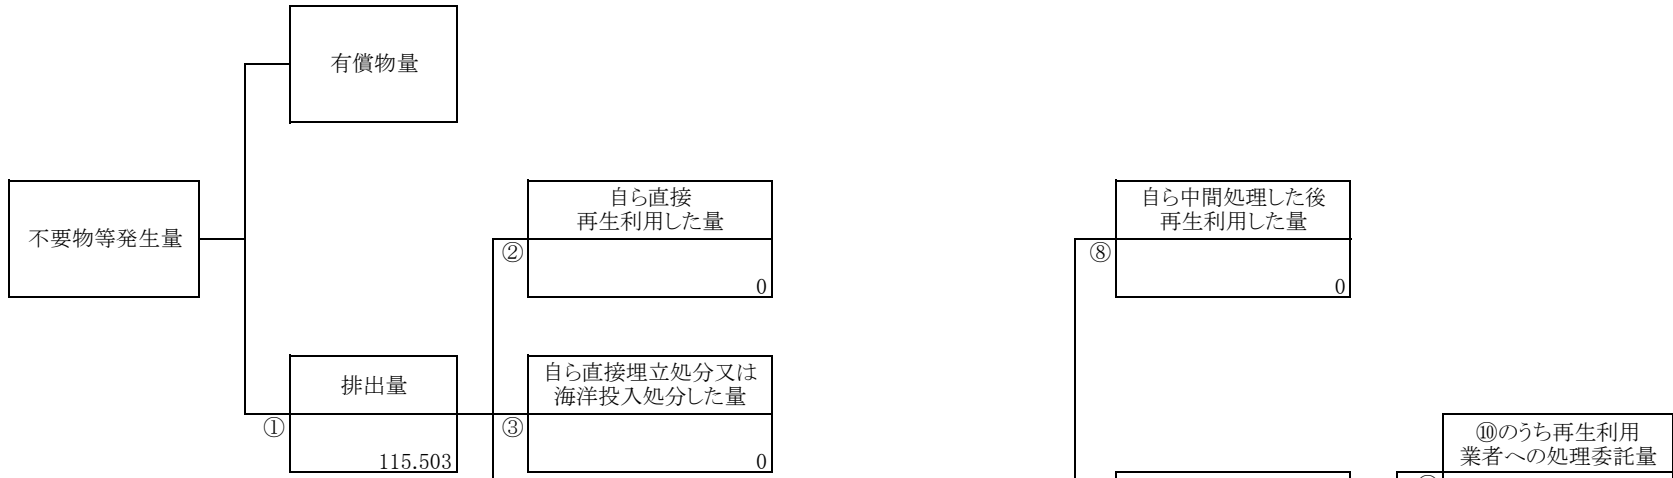 有償物量
不要物等発生量
自ら直接
再生利用した量
②
0
自ら中間処理した後
再生利用した量
⑧
0
排出量
①
115.503
自ら直接埋立処分又は
海洋投入処分した量
③
0
⑩のうち再生利用
業者への処理委託量